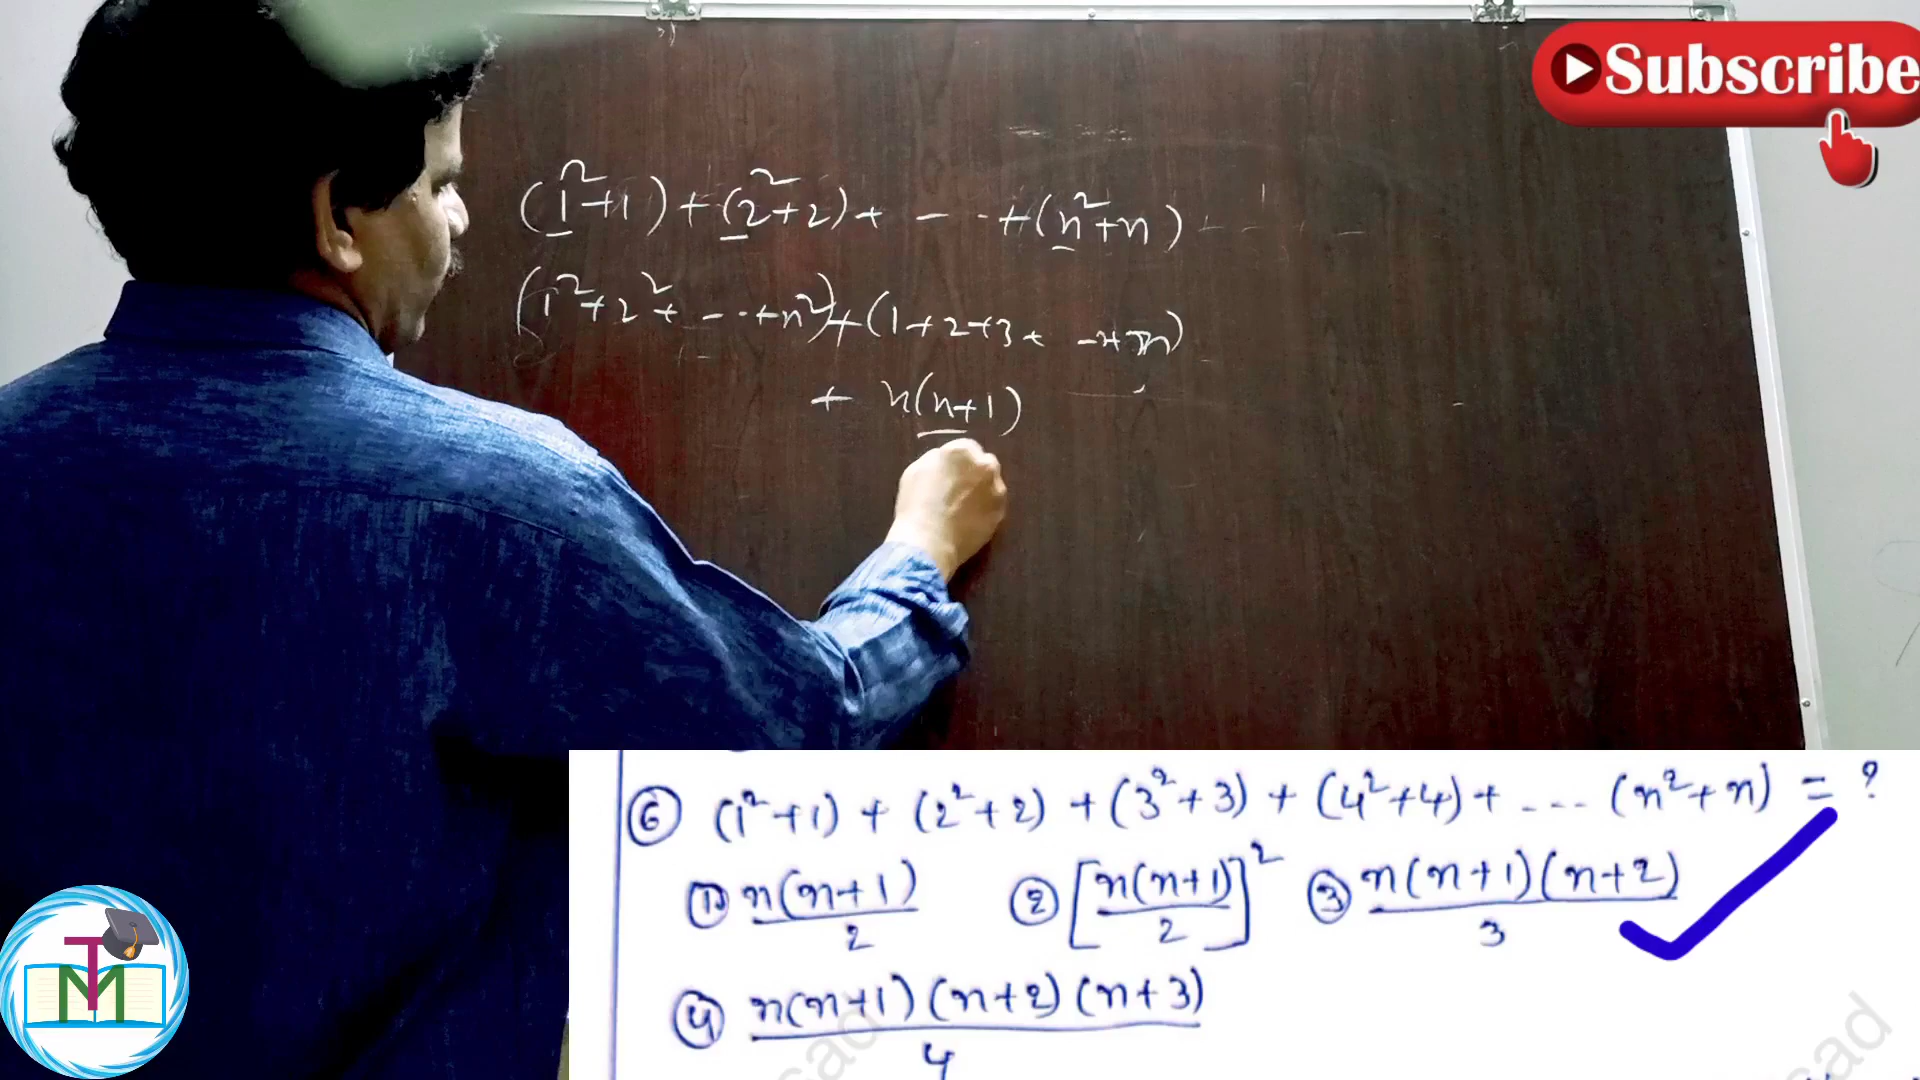 Subscribe
(1²+1)+(2²+2)+ - - -+(n²+n)
(1²+2²+ - - -+n²)+(1+2+3+ - -+n)
+ n(n+1)
⑥ (1²+1) + (2²+2) + (3²+3) + (4²+4) + ... (n²+n) = ?
① n(n+1)/2 ② [n(n+1)/2]² ③ n(n+1)(n+2)/3
④ n(n+1)(n+2)(n+3)/4
TM